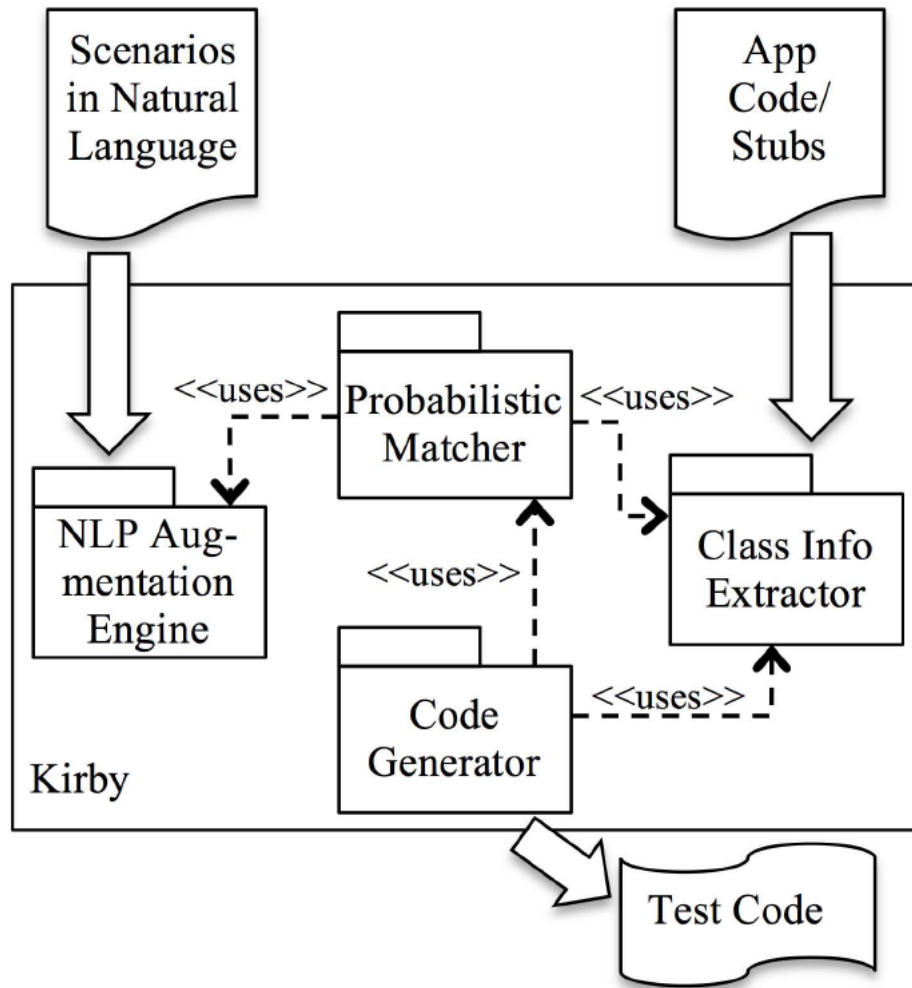 Scenarios
in Natural
Language
App
Code/
Stubs
<<uses>>
Probabilistic
Matcher
<<uses>>
NLP Aug-
mentation
Engine
<<uses>>
Class Info
Extractor
Code
Generator
<<uses>>
Kirby
Test Code